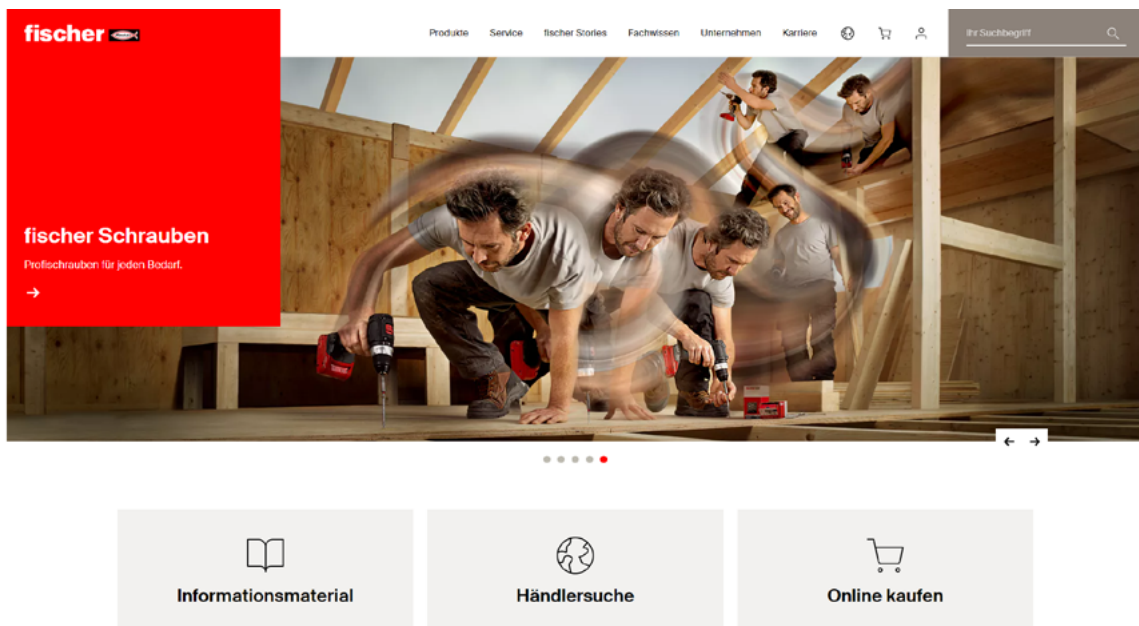 fischer
Produkte Service fischer Stories Fachwissen Unternehmen Karriere
Ihr Suchbegriff
fischer Schrauben
Profischrauben für jeden Bedarf.
Informationsmaterial
Händlersuche
Online kaufen